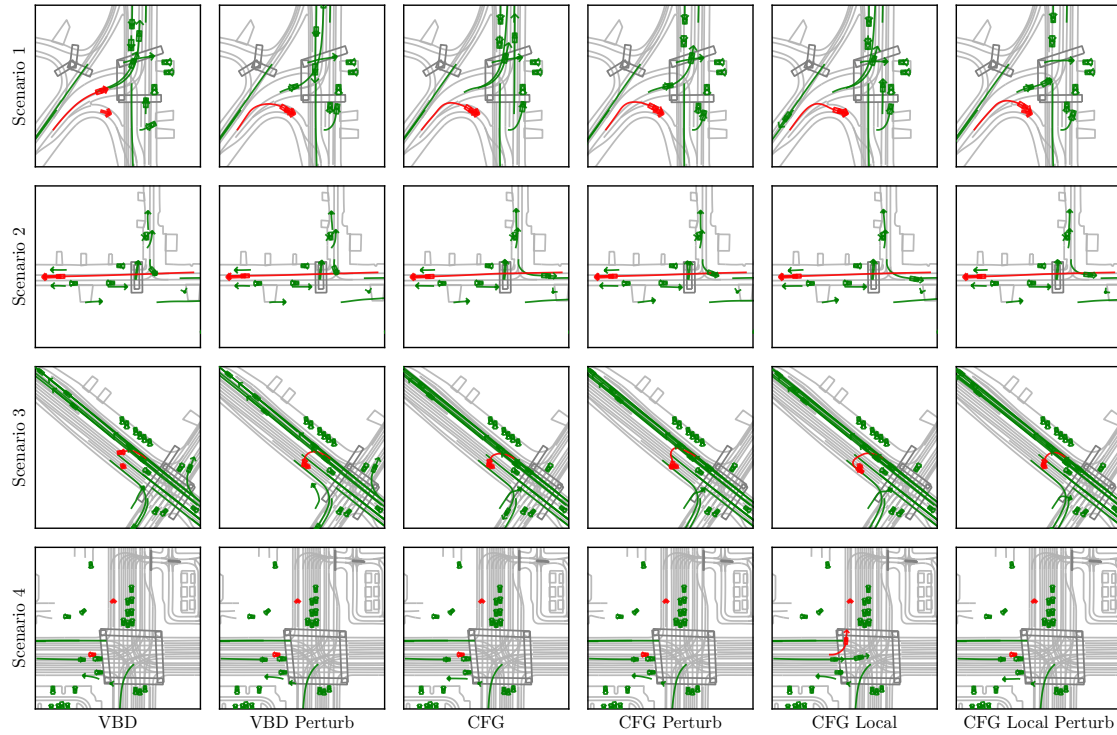 Scenario 1
Scenario 2
Scenario 3
Scenario 4
VBD
VBD Perturb
CFG
CFG Perturb
CFG Local
CFG Local Perturb